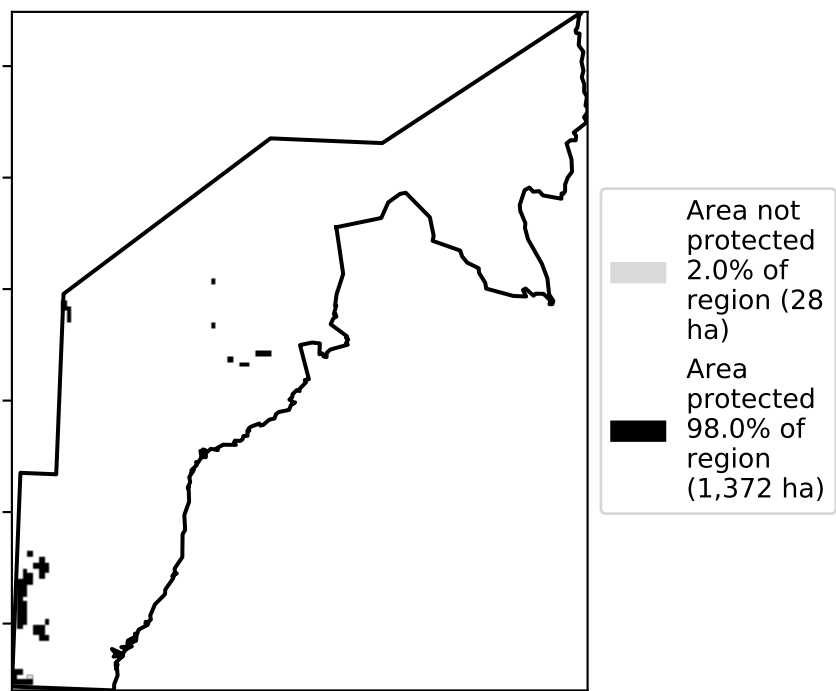 Area not
protected
2.0% of
region (28
ha)
Area
protected
98.0% of
region
(1,372 ha)